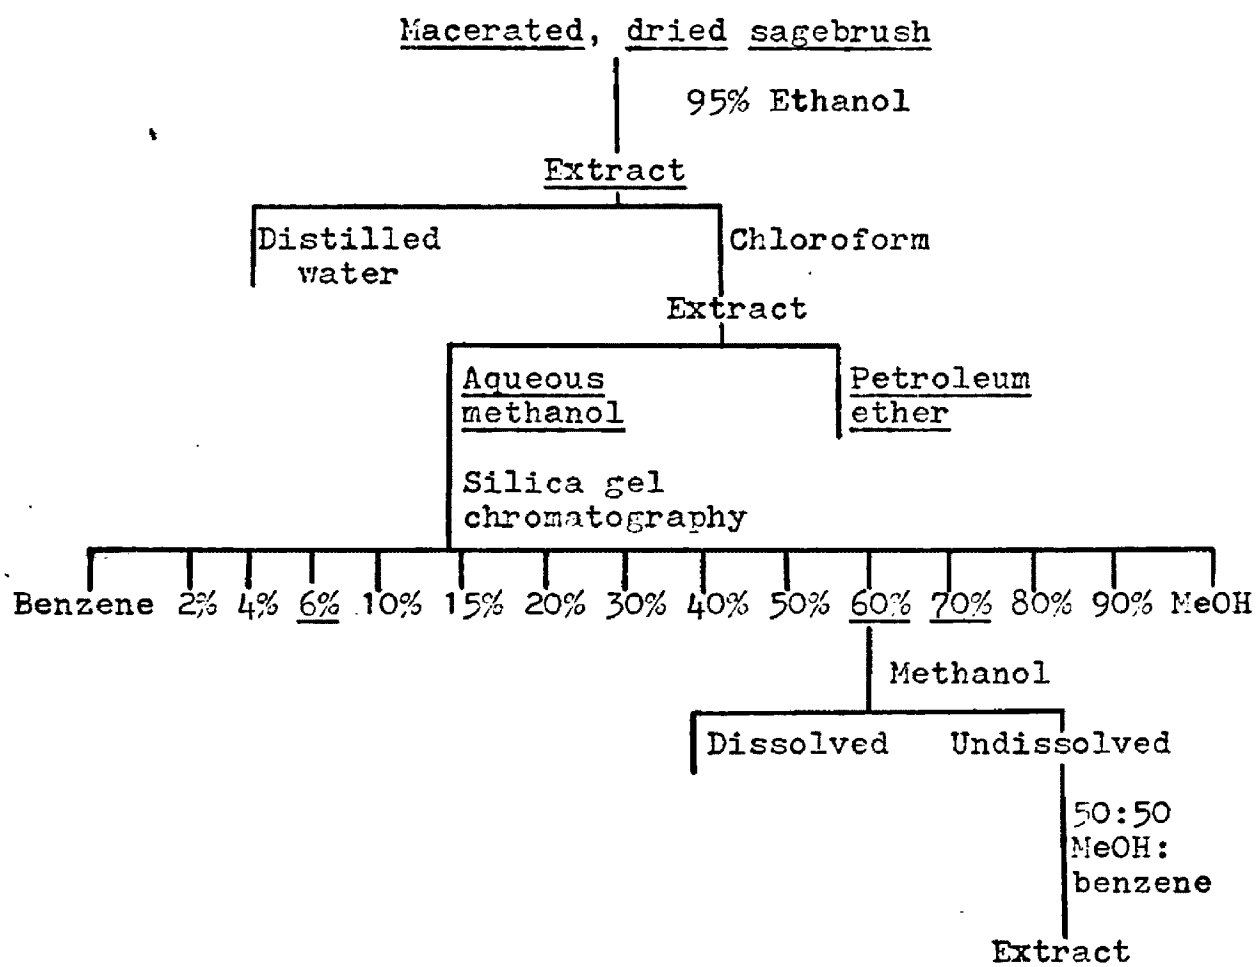 Macerated, dried sagebrush
95% Ethanol
Extract
Distilled
water
Chloroform
Extract
Aqueous
methanol
Petroleum
ether
Silica gel
chromatography
Benzene 2% 4% 6% 10% 15% 20% 30% 40% 50% 60% 70% 80% 90% MeOH
Methanol
Dissolved Undissolved
50:50
MeOH:
benzene
Extract